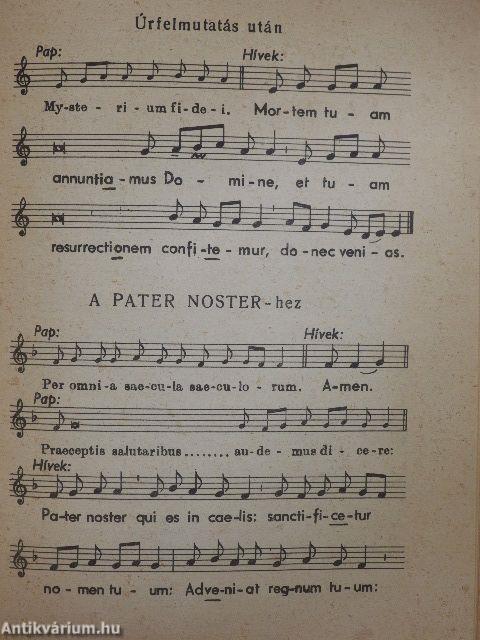 Úrfelmutatásután
Pap: Hívek:
My-ste - ri - um fi - de - i. Mor-tem tu - am
annuntia - mus Do - mi - ne, et tu - am
resurrectionem confi-te - mur, do-nec veni - as.
A PATER NOSTER-hez
Pap: Hívek:
Per omni-a sae-cu-la sae-cu-lo - rum. A-men.
Pap:
Praeceptis salutaribus........ au-de - mus di - ce-re:
Hívek:
Pa-ter noster qui es in cae-lis: sancti-fi-ce-tur
no - men tu - um: Adve-ni-at reg-num tu-um:
Antikvárium.hu